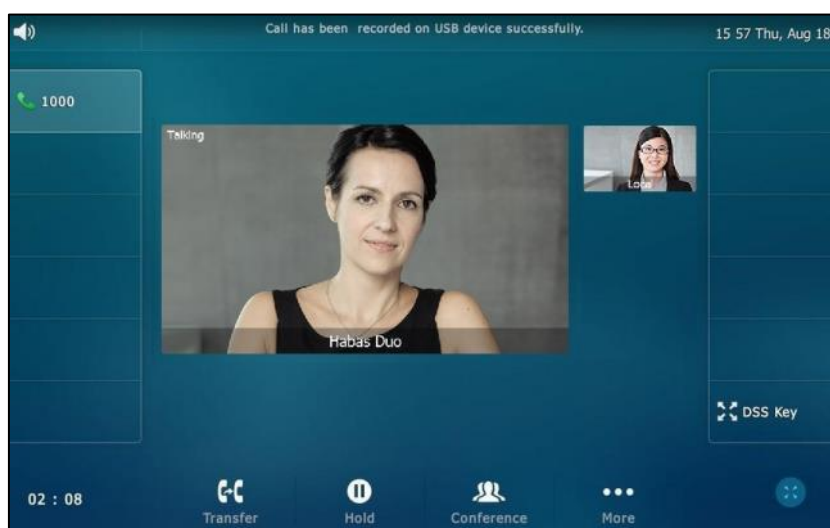 Call has been recorded on USB device successfully.
15 57 Thu, Aug 18
1000
Talking
Local
Habas Duo
DSS Key
02 : 08
Transfer
Hold
Conference
More